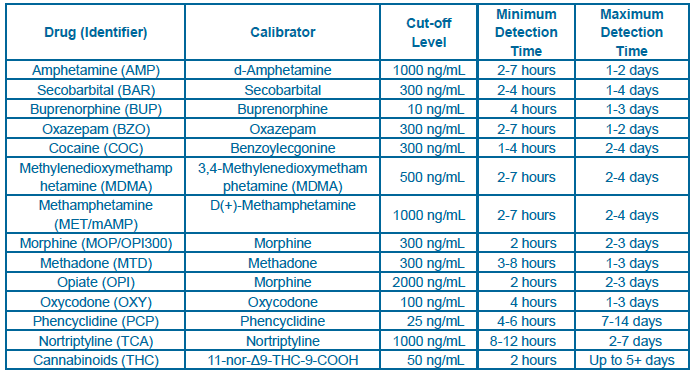 Drug (Identifier) Calibrator Cut-off Level Minimum Detection Time Maximum Detection Time
Amphetamine (AMP) d-Amphetamine 1000 ng/mL 2-7 hours 1-2 days
Secobarbital (BAR) Secobarbital 300 ng/mL 2-4 hours 1-4 days
Buprenorphine (BUP) Buprenorphine 10 ng/mL 4 hours 1-3 days
Oxazepam (BZO) Oxazepam 300 ng/mL 2-7 hours 1-2 days
Cocaine (COC) Benzoylecgonine 300 ng/mL 1-4 hours 2-4 days
Methylenedioxymethamp
hetamine (MDMA) 3,4-Methylenedioxymetham
phetamine (MDMA) 500 ng/mL 2-7 hours 2-4 days
Methamphetamine
(MET/mAMP) D(+)-Methamphetamine 1000 ng/mL 2-7 hours 2-4 days
Morphine (MOP/OPI300) Morphine 300 ng/mL 2 hours 2-3 days
Methadone (MTD) Methadone 300 ng/mL 3-8 hours 1-3 days
Opiate (OPI) Morphine 2000 ng/mL 2 hours 2-3 days
Oxycodone (OXY) Oxycodone 100 ng/mL 4 hours 1-3 days
Phencyclidine (PCP) Phencyclidine 25 ng/mL 4-6 hours 7-14 days
Nortriptyline (TCA) Nortriptyline 1000 ng/mL 8-12 hours 2-7 days
Cannabinoids (THC) 11-nor-Δ9-THC-9-COOH 50 ng/mL 2 hours Up to 5+ days